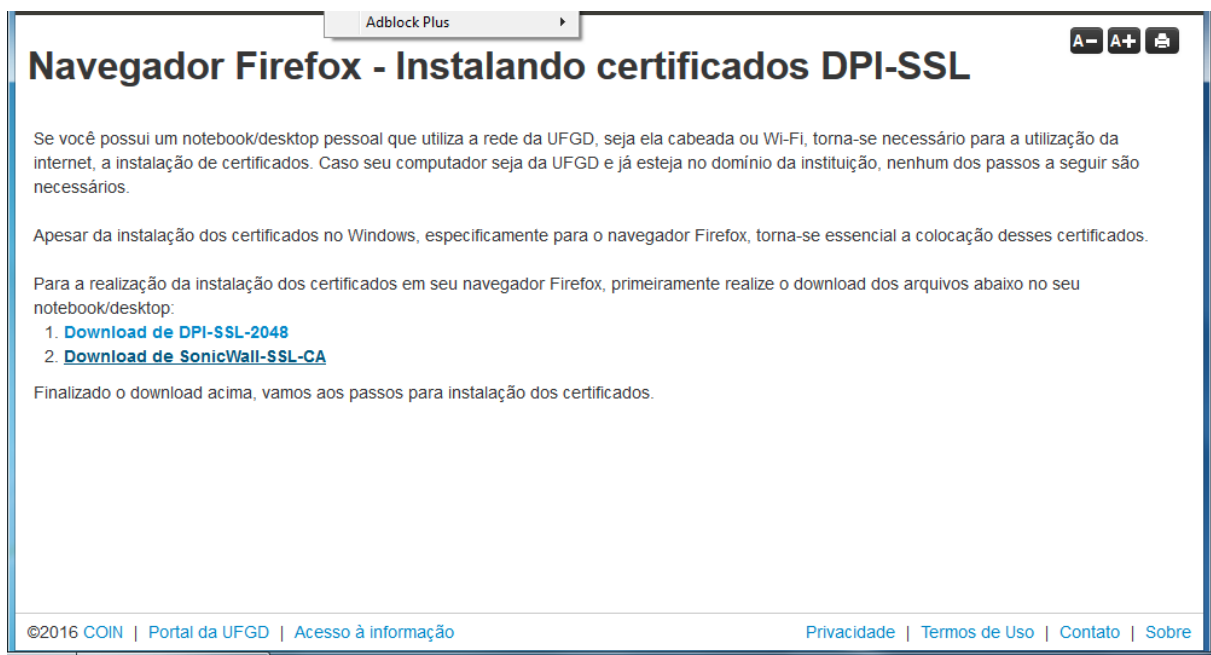 Adblock Plus
A- A+
Navegador Firefox - Instalando certificados DPI-SSL
Se você possui um notebook/desktop pessoal que utiliza a rede da UFGD, seja ela cabeada ou Wi-Fi, torna-se necessário para a utilização da
internet, a instalação de certificados. Caso seu computador seja da UFGD e já esteja no domínio da instituição, nenhum dos passos a seguir são
necessários.
Apesar da instalação dos certificados no Windows, especificamente para o navegador Firefox, torna-se essencial a colocação desses certificados.
Para a realização da instalação dos certificados em seu navegador Firefox, primeiramente realize o download dos arquivos abaixo no seu
notebook/desktop:
1. Download de DPI-SSL-2048
2. Download de SonicWall-SSL-CA
Finalizado o download acima, vamos aos passos para instalação dos certificados.
©2016 COIN | Portal da UFGD | Acesso à informação Privacidade | Termos de Uso | Contato | Sobre